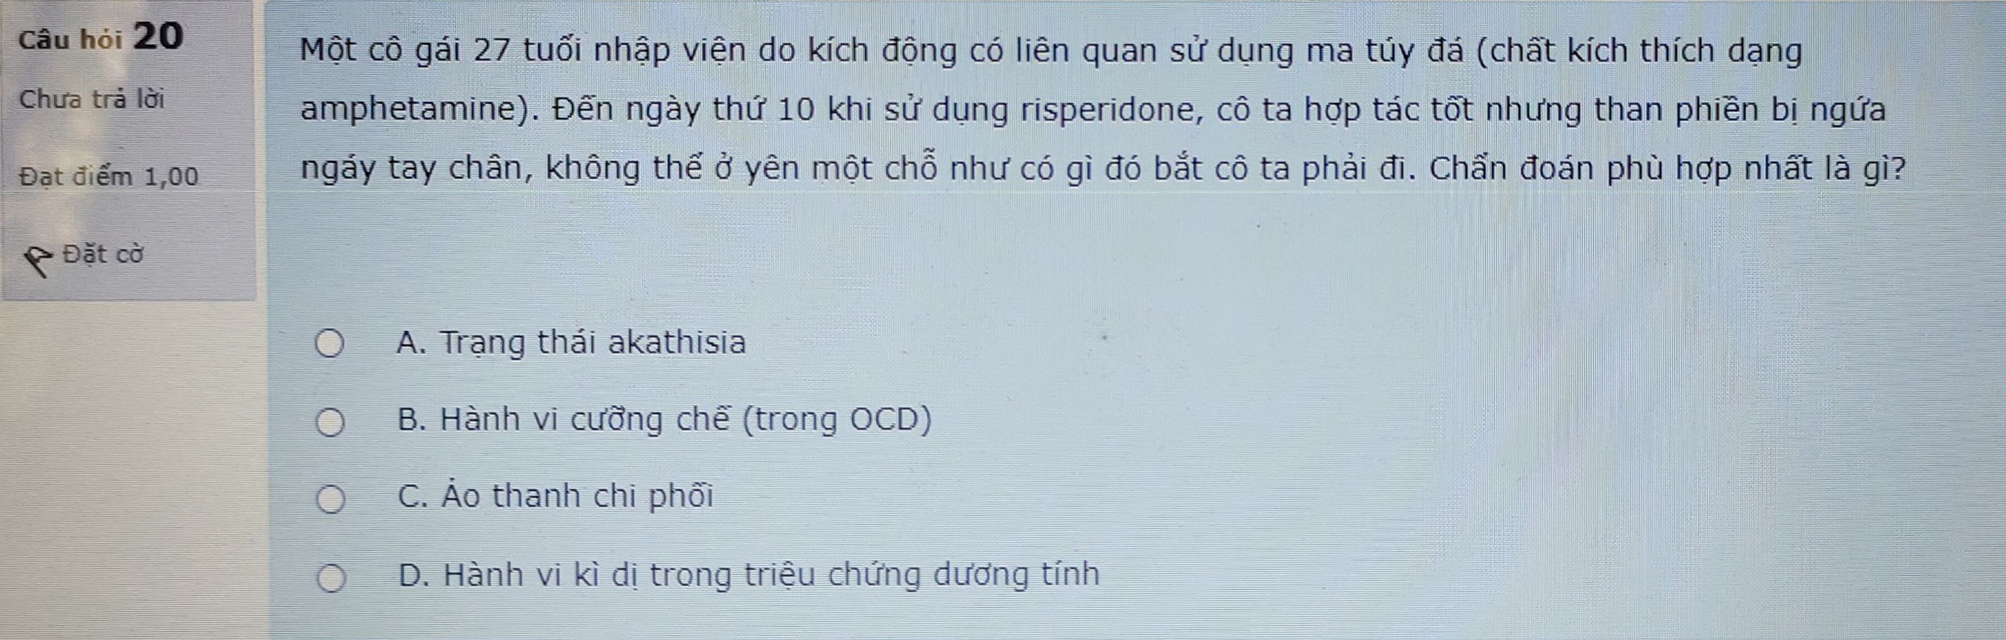 Câu hỏi 20
Chưa trả lời
Đạt điểm 1,00
Đặt cờ
Một cô gái 27 tuổi nhập viện do kích động có liên quan sử dụng ma túy đá (chất kích thích dạng
amphetamine). Đến ngày thứ 10 khi sử dụng risperidone, cô ta hợp tác tốt nhưng than phiền bị ngứa
ngáy tay chân, không thể ở yên một chỗ như có gì đó bắt cô ta phải đi. Chẩn đoán phù hợp nhất là gì?
A. Trạng thái akathisia
B. Hành vi cưỡng chế (trong OCD)
C. Ảo thanh chi phối
D. Hành vi kì dị trong triệu chứng dương tính